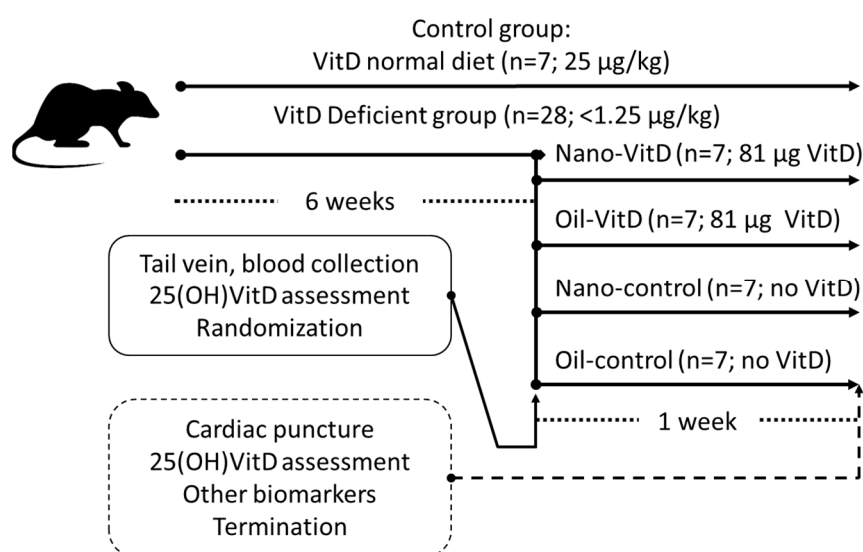 Control group:
VitD normal diet (n=7; 25 µg/kg)
VitD Deficient group (n=28; <1.25 µg/kg)
Nano-VitD (n=7; 81 µg VitD)
6 weeks
Oil-VitD (n=7; 81 µg VitD)
Tail vein, blood collection
25(OH)VitD assessment
Randomization
Nano-control (n=7; no VitD)
Oil-control (n=7; no VitD)
1 week
Cardiac puncture
25(OH)VitD assessment
Other biomarkers
Termination